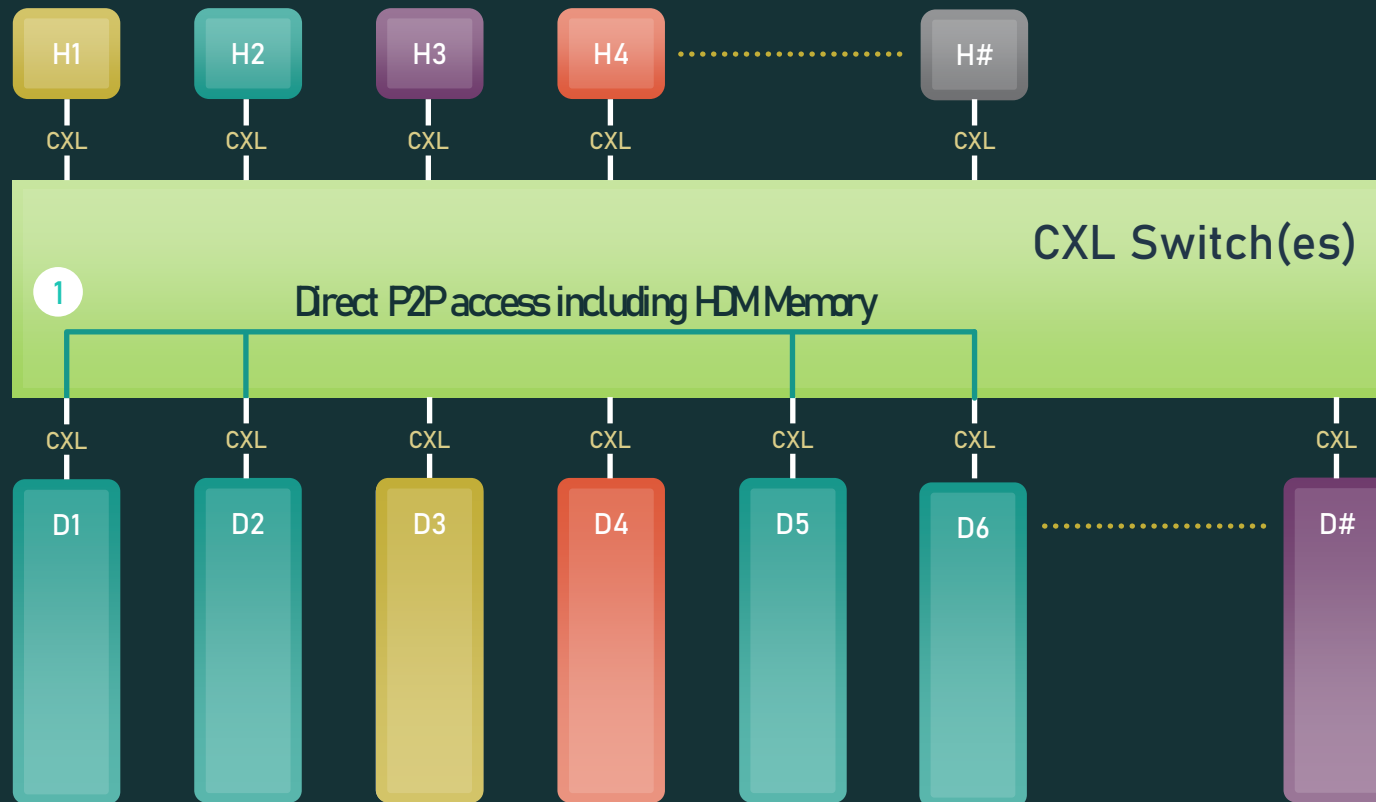 H1 H2 H3 H4 H#
CXL CXL CXL CXL CXL
CXL Switch(es)
1 Direct P2P access including HDM Memory
CXL CXL CXL CXL CXL CXL CXL
D1 D2 D3 D4 D5 D6 D#